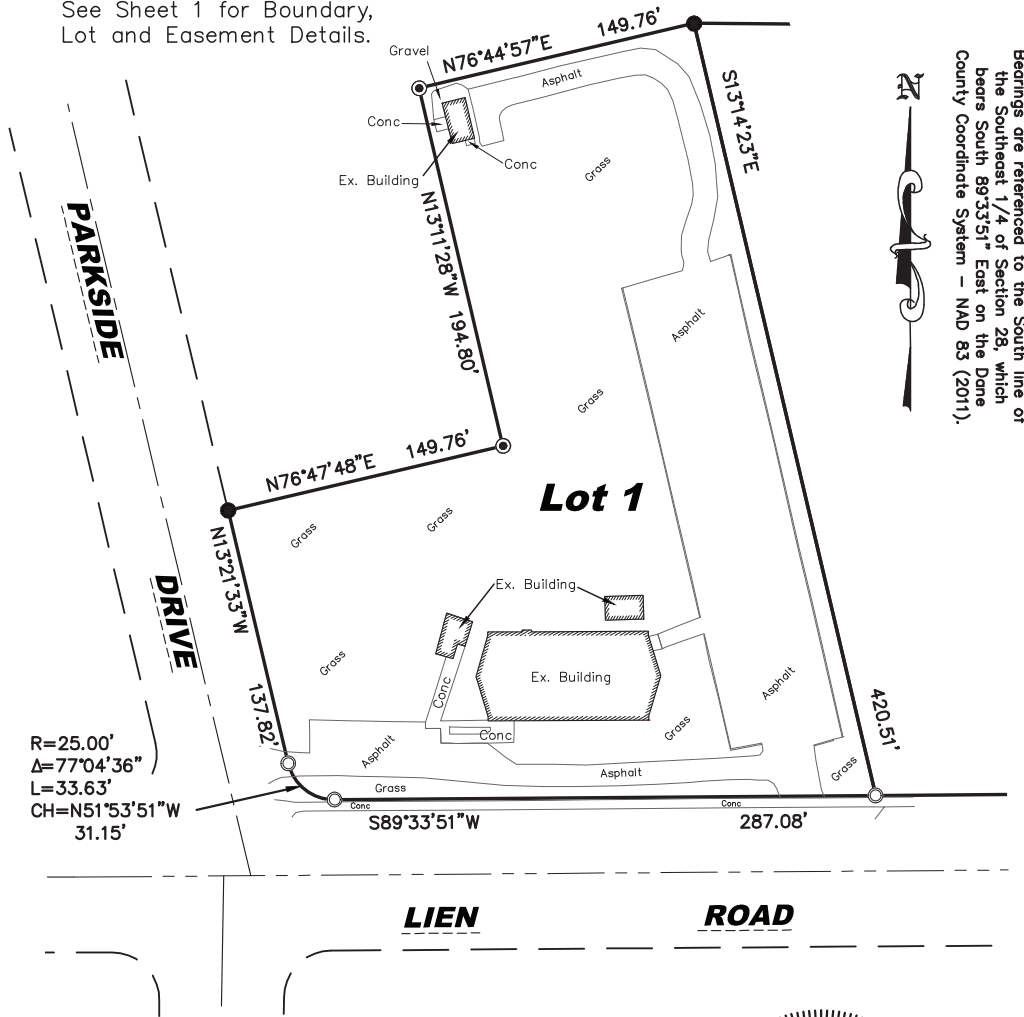 See Sheet 1 for Boundary,
Lot and Easement Details.
Gravel
N76°44'57"E 149.76'
Asphalt
Conc
Conc
Ex. Building
Grass
S13°14'23"E
N13°11'28"W 194.80'
Bearings are referenced to the South line of
the Southeast 1/4 of Section 28, which
bears South 89°33'51" East on the Dane
County Coordinate System – NAD 83 (2011).
N
PARKSIDE
Asphalt
Grass
N76°47'48"E 149.76'
Lot 1
Grass
Grass
N13°21'33"W
DRIVE
Ex. Building
Grass
Ex. Building
Conc
Asphalt
137.82'
420.51'
Grass
Conc
Asphalt
Asphalt
Grass
Grass
R=25.00'
Δ=77°04'36"
L=33.63'
CH=N51°53'51"W
31.15'
Conc
Conc
S89°33'51"W 287.08'
LIEN ROAD